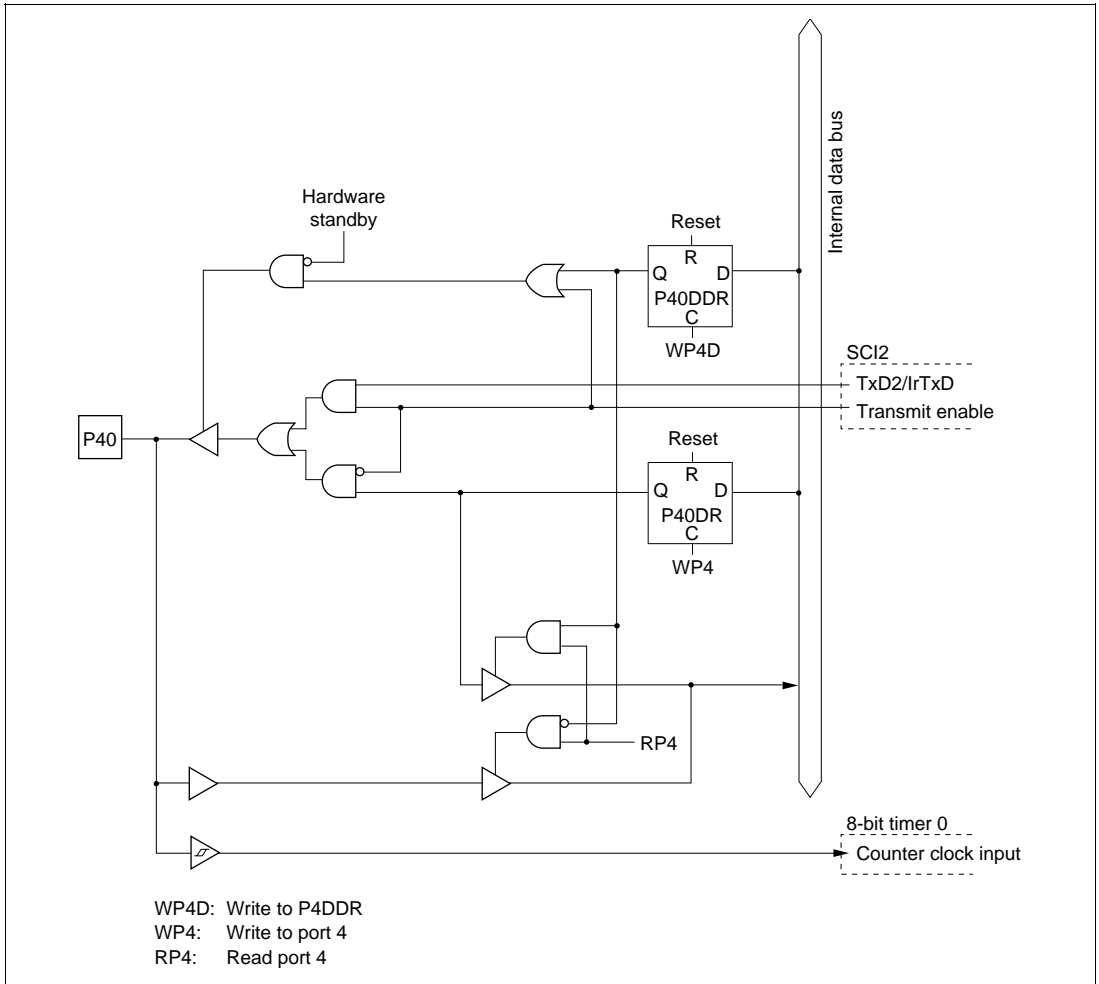 Internal data bus
Hardware
standby
Reset
R
Q D
P40DDR
C
WP4D
SCI2
TxD2/IrTxD
Transmit enable
P40
Reset
R
Q D
P40DR
C
WP4
RP4
8-bit timer 0
Counter clock input
WP4D: Write to P4DDR
WP4: Write to port 4
RP4: Read port 4